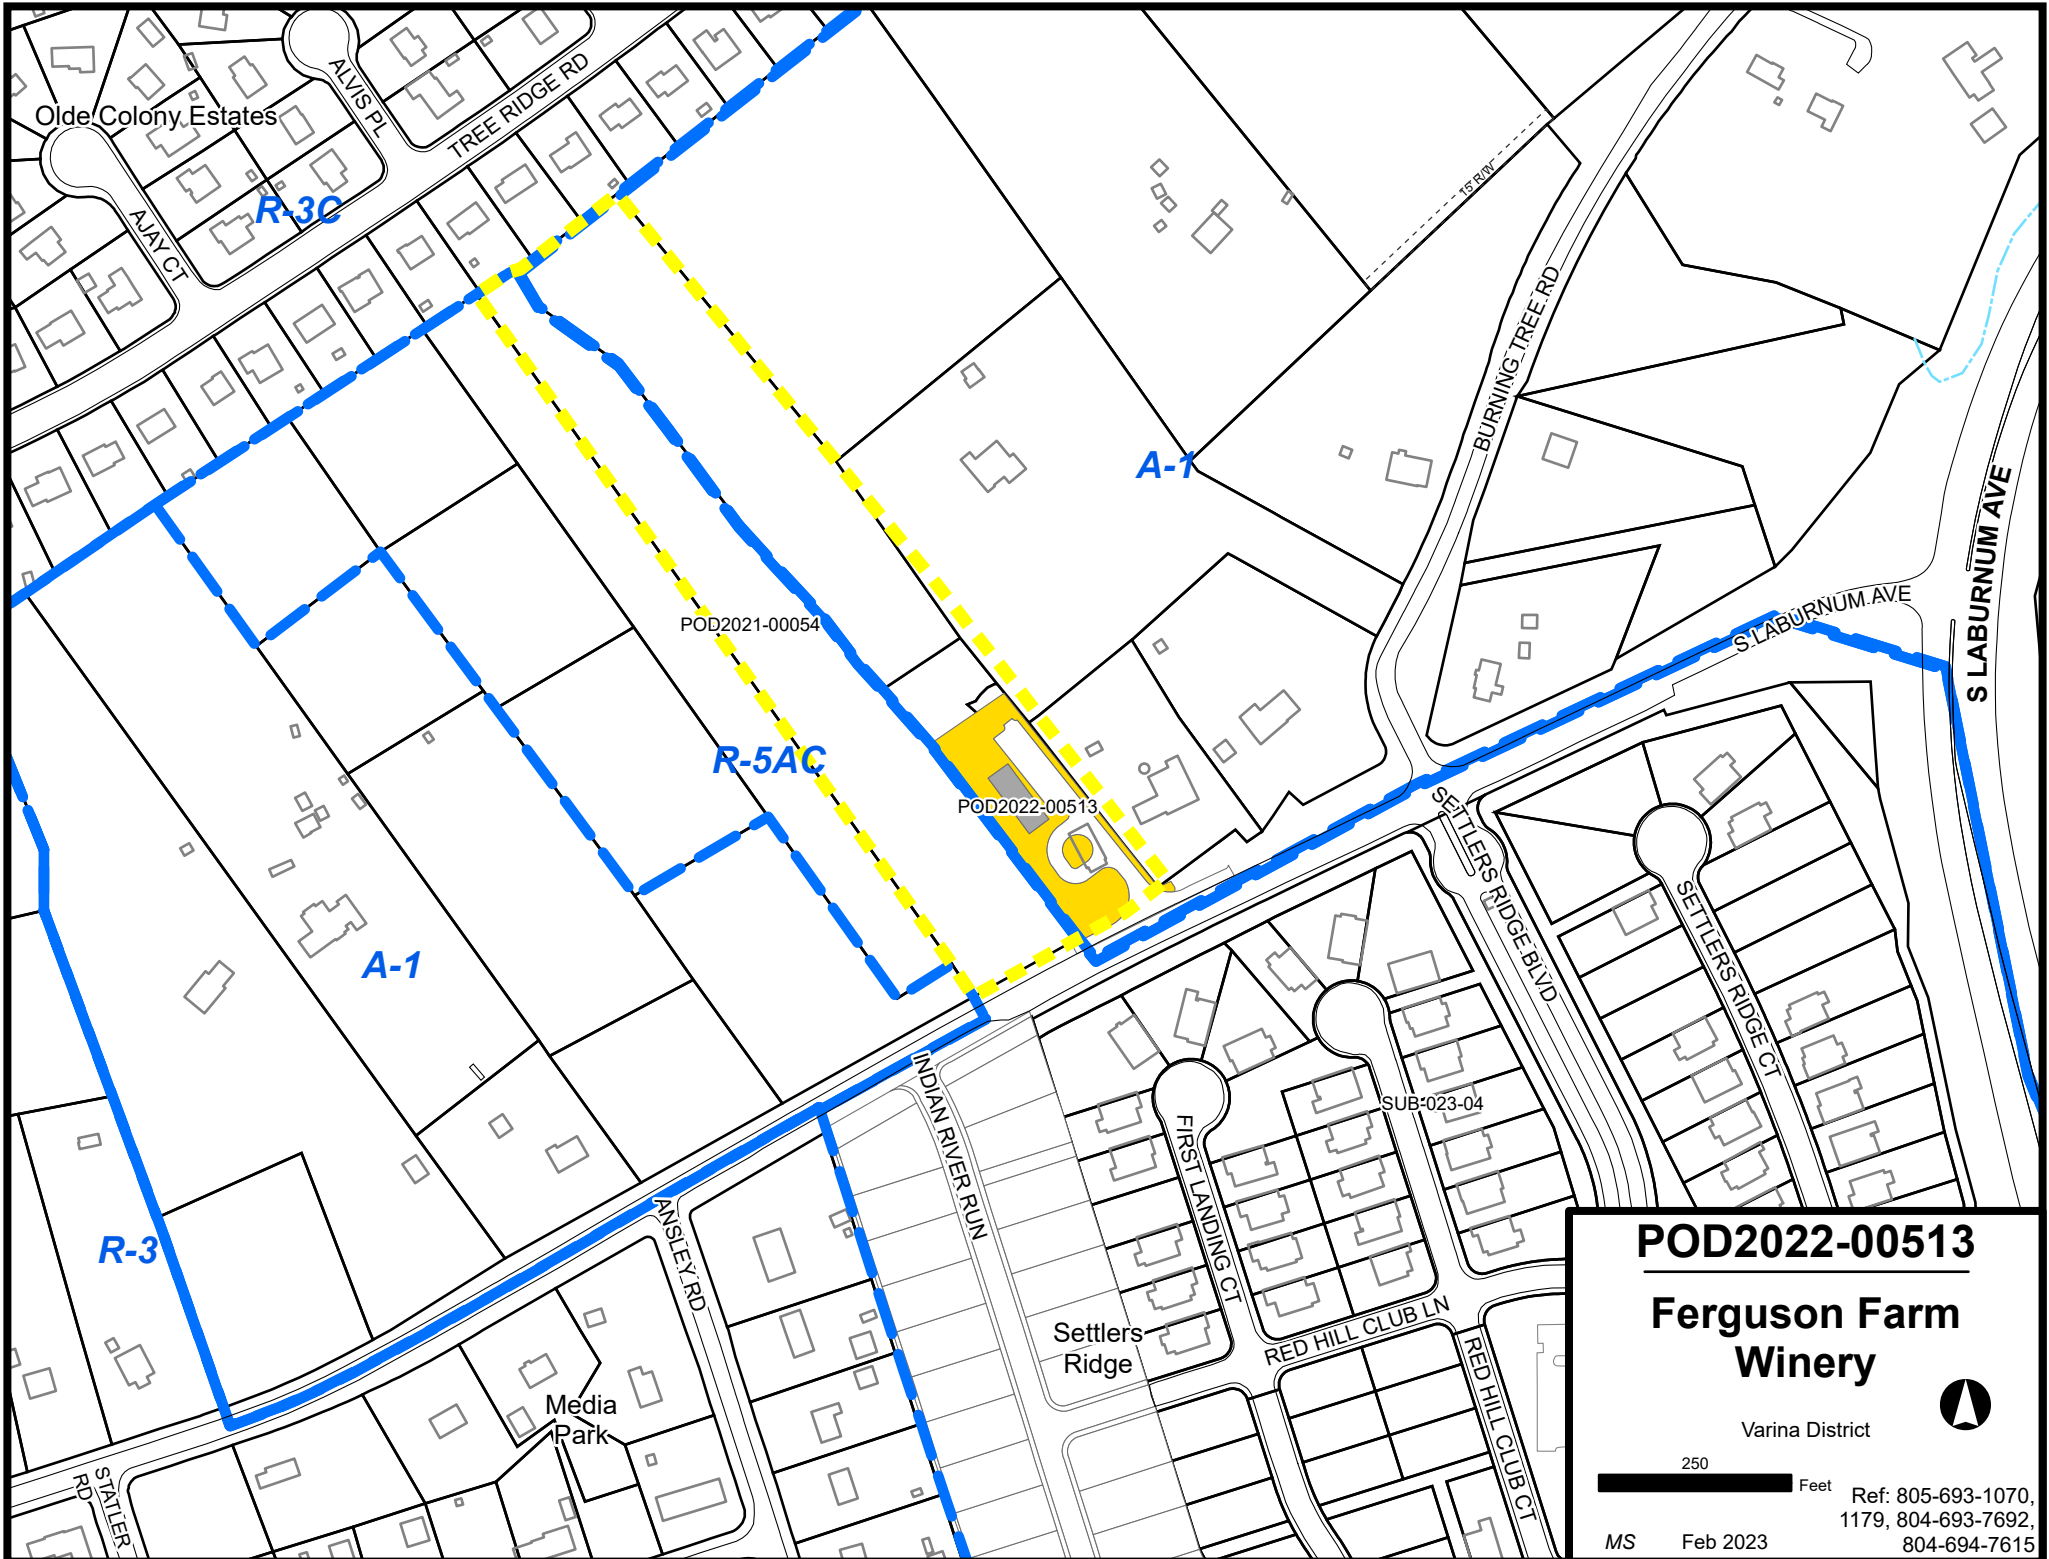 Olde Colony Estates
ALVIS PL
TREE RIDGE RD
R-3C
AJAY CT
15' R/W
BURNING TREE RD
A-1
S LABURNUM AVE
S LABURNUM AVE
POD2021-00054
R-5AC
POD2022-00513
SETTLERS RIDGE BLVD
SETTLERS RIDGE CT
A-1
INDIAN RIVER RUN
SUB-023-04
FIRST LANDING CT
R-3
ANSLEY RD
Settlers
Ridge
RED HILL CLUB LN
RED HILL CLUB CT
Media
Park
STATLER
RD
POD2022-00513
Ferguson Farm
Winery
Varina District
250
Feet
Ref: 805-693-1070,
1179, 804-693-7692,
804-694-7615
MS Feb 2023